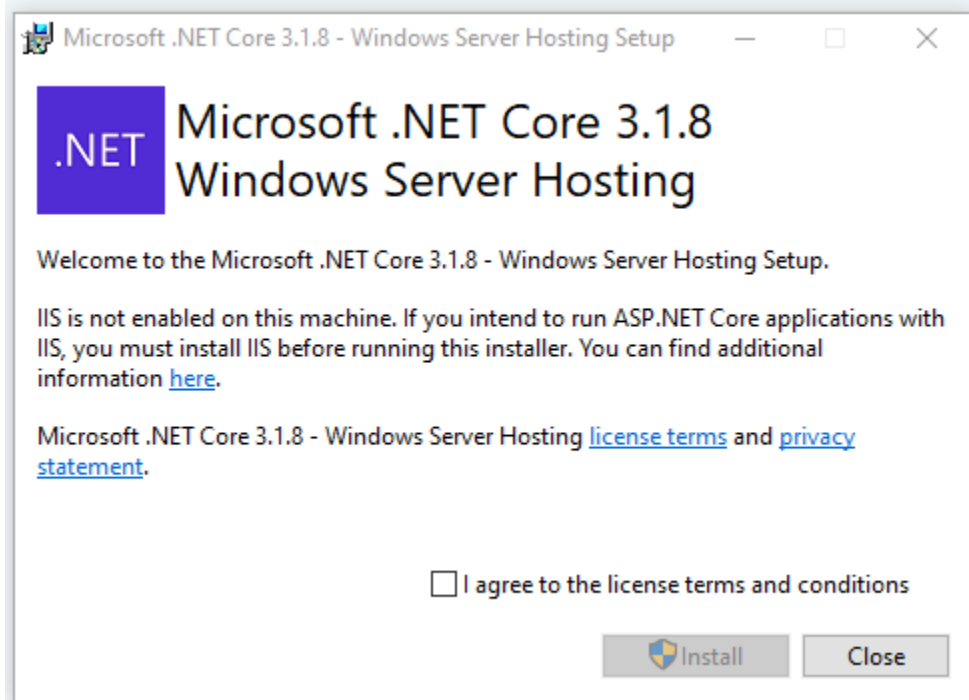 Microsoft .NET Core 3.1.8 - Windows Server Hosting Setup
.NET
Microsoft .NET Core 3.1.8
Windows Server Hosting
Welcome to the Microsoft .NET Core 3.1.8 - Windows Server Hosting Setup.
IIS is not enabled on this machine. If you intend to run ASP.NET Core applications with
IIS, you must install IIS before running this installer. You can find additional
information here.
Microsoft .NET Core 3.1.8 - Windows Server Hosting license terms and privacy
statement.
I agree to the license terms and conditions
Install
Close